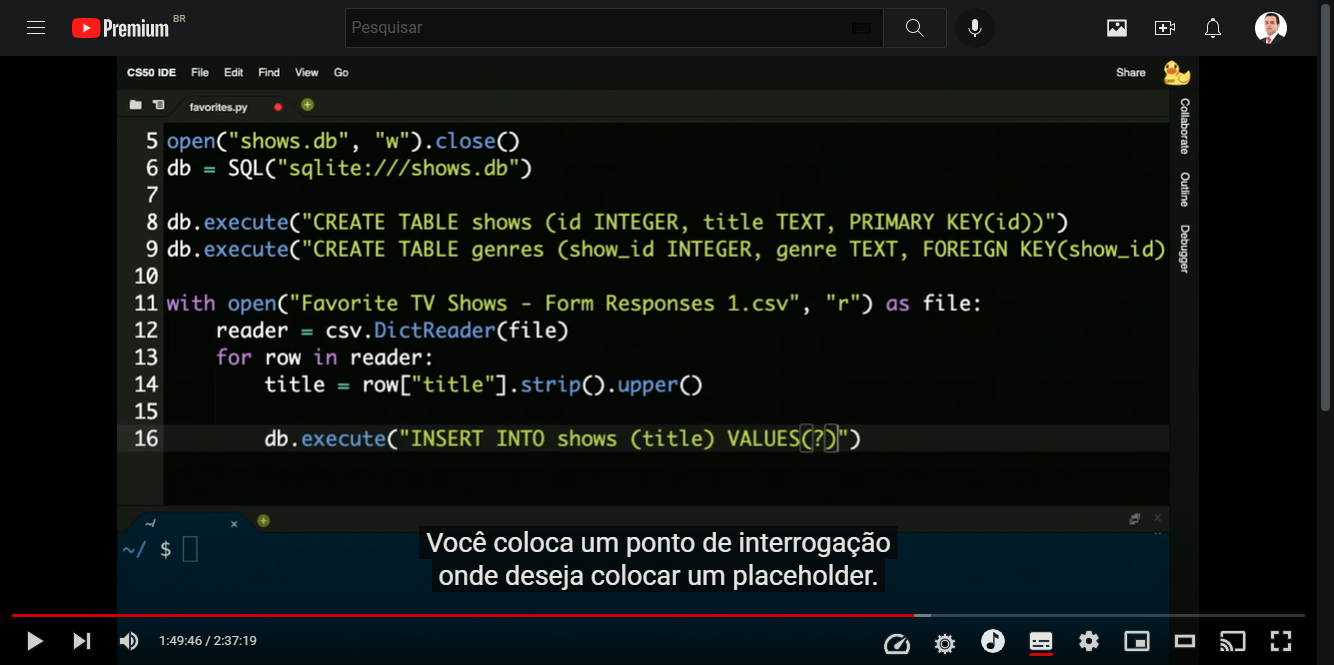 Premium BR
Pesquisar
CS50 IDE File Edit Find View Go Share
favorites.py
5 open("shows.db", "w").close()
6 db = SQL("sqlite:///shows.db")
7
8 db.execute("CREATE TABLE shows (id INTEGER, title TEXT, PRIMARY KEY(id))")
9 db.execute("CREATE TABLE genres (show_id INTEGER, genre TEXT, FOREIGN KEY(show_id)
10
11 with open("Favorite TV Shows - Form Responses 1.csv", "r") as file:
12 reader = csv.DictReader(file)
13 for row in reader:
14 title = row["title"].strip().upper()
15
16 db.execute("INSERT INTO shows (title) VALUES(?)")
Collaborate
Outline
Debugger
~/ $
Você coloca um ponto de interrogação
onde deseja colocar um placeholder.
1:49:46 / 2:37:19